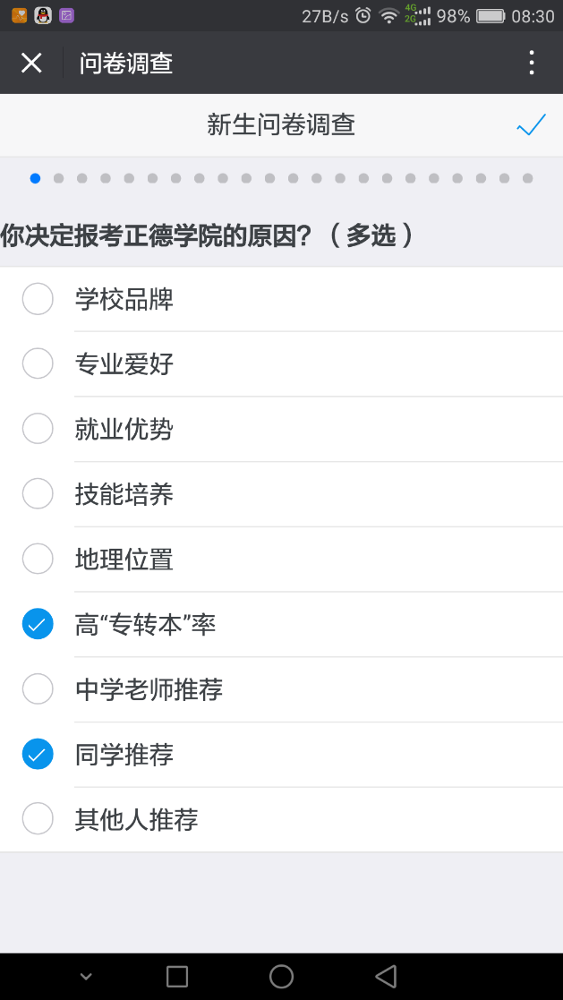 27B/s 4G 2G 98% 08:30
问卷调查
新生问卷调查
你决定报考正德学院的原因？（多选）
学校品牌
专业爱好
就业优势
技能培养
地理位置
高“专转本”率
中学老师推荐
同学推荐
其他人推荐